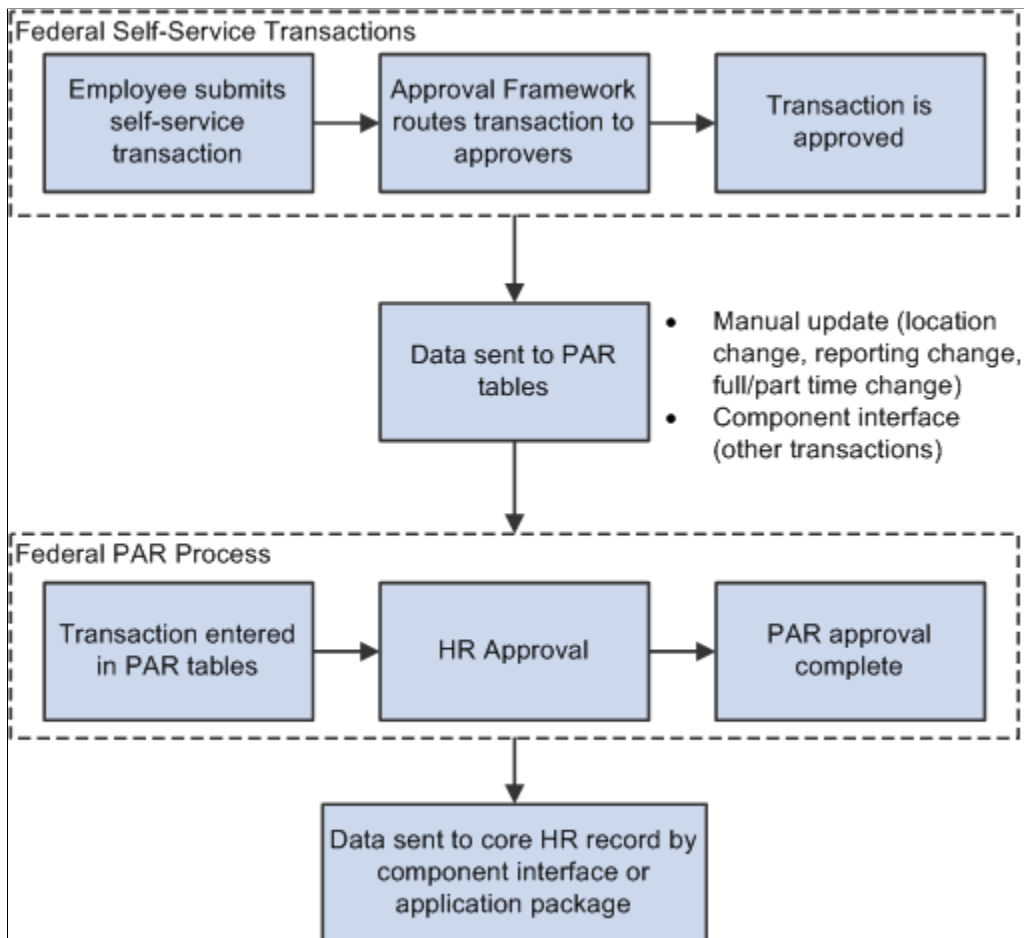 Federal Self-Service Transactions
Employee submits
self-service
transaction
Approval Framework
routes transaction to
approvers
Transaction is
approved
Data sent to PAR
tables
• Manual update (location
change, reporting change,
full/part time change)
• Component interface
(other transactions)
Federal PAR Process
Transaction entered
in PAR tables
HR Approval
PAR approval
complete
Data sent to core HR record by
component interface or
application package